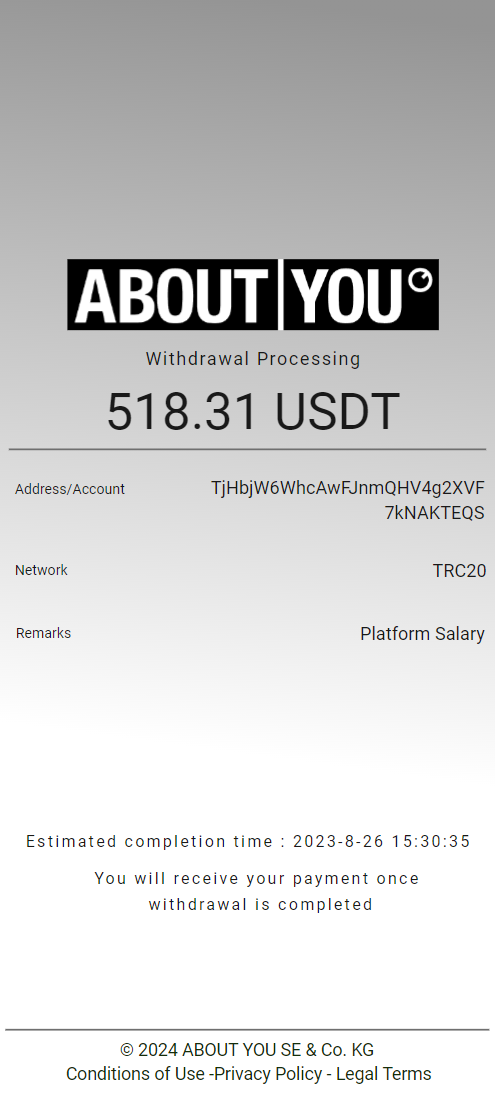 ABOUT YOU
Withdrawal Processing
518.31 USDT
Address/Account
TjHbjW6WhcAwFJnmQHV4g2XVF
7kNAKTEQS
Network
TRC20
Remarks
Platform Salary
Estimated completion time : 2023-8-26 15:30:35
You will receive your payment once
withdrawal is completed
© 2024 ABOUT YOU SE & Co. KG
Conditions of Use -Privacy Policy - Legal Terms